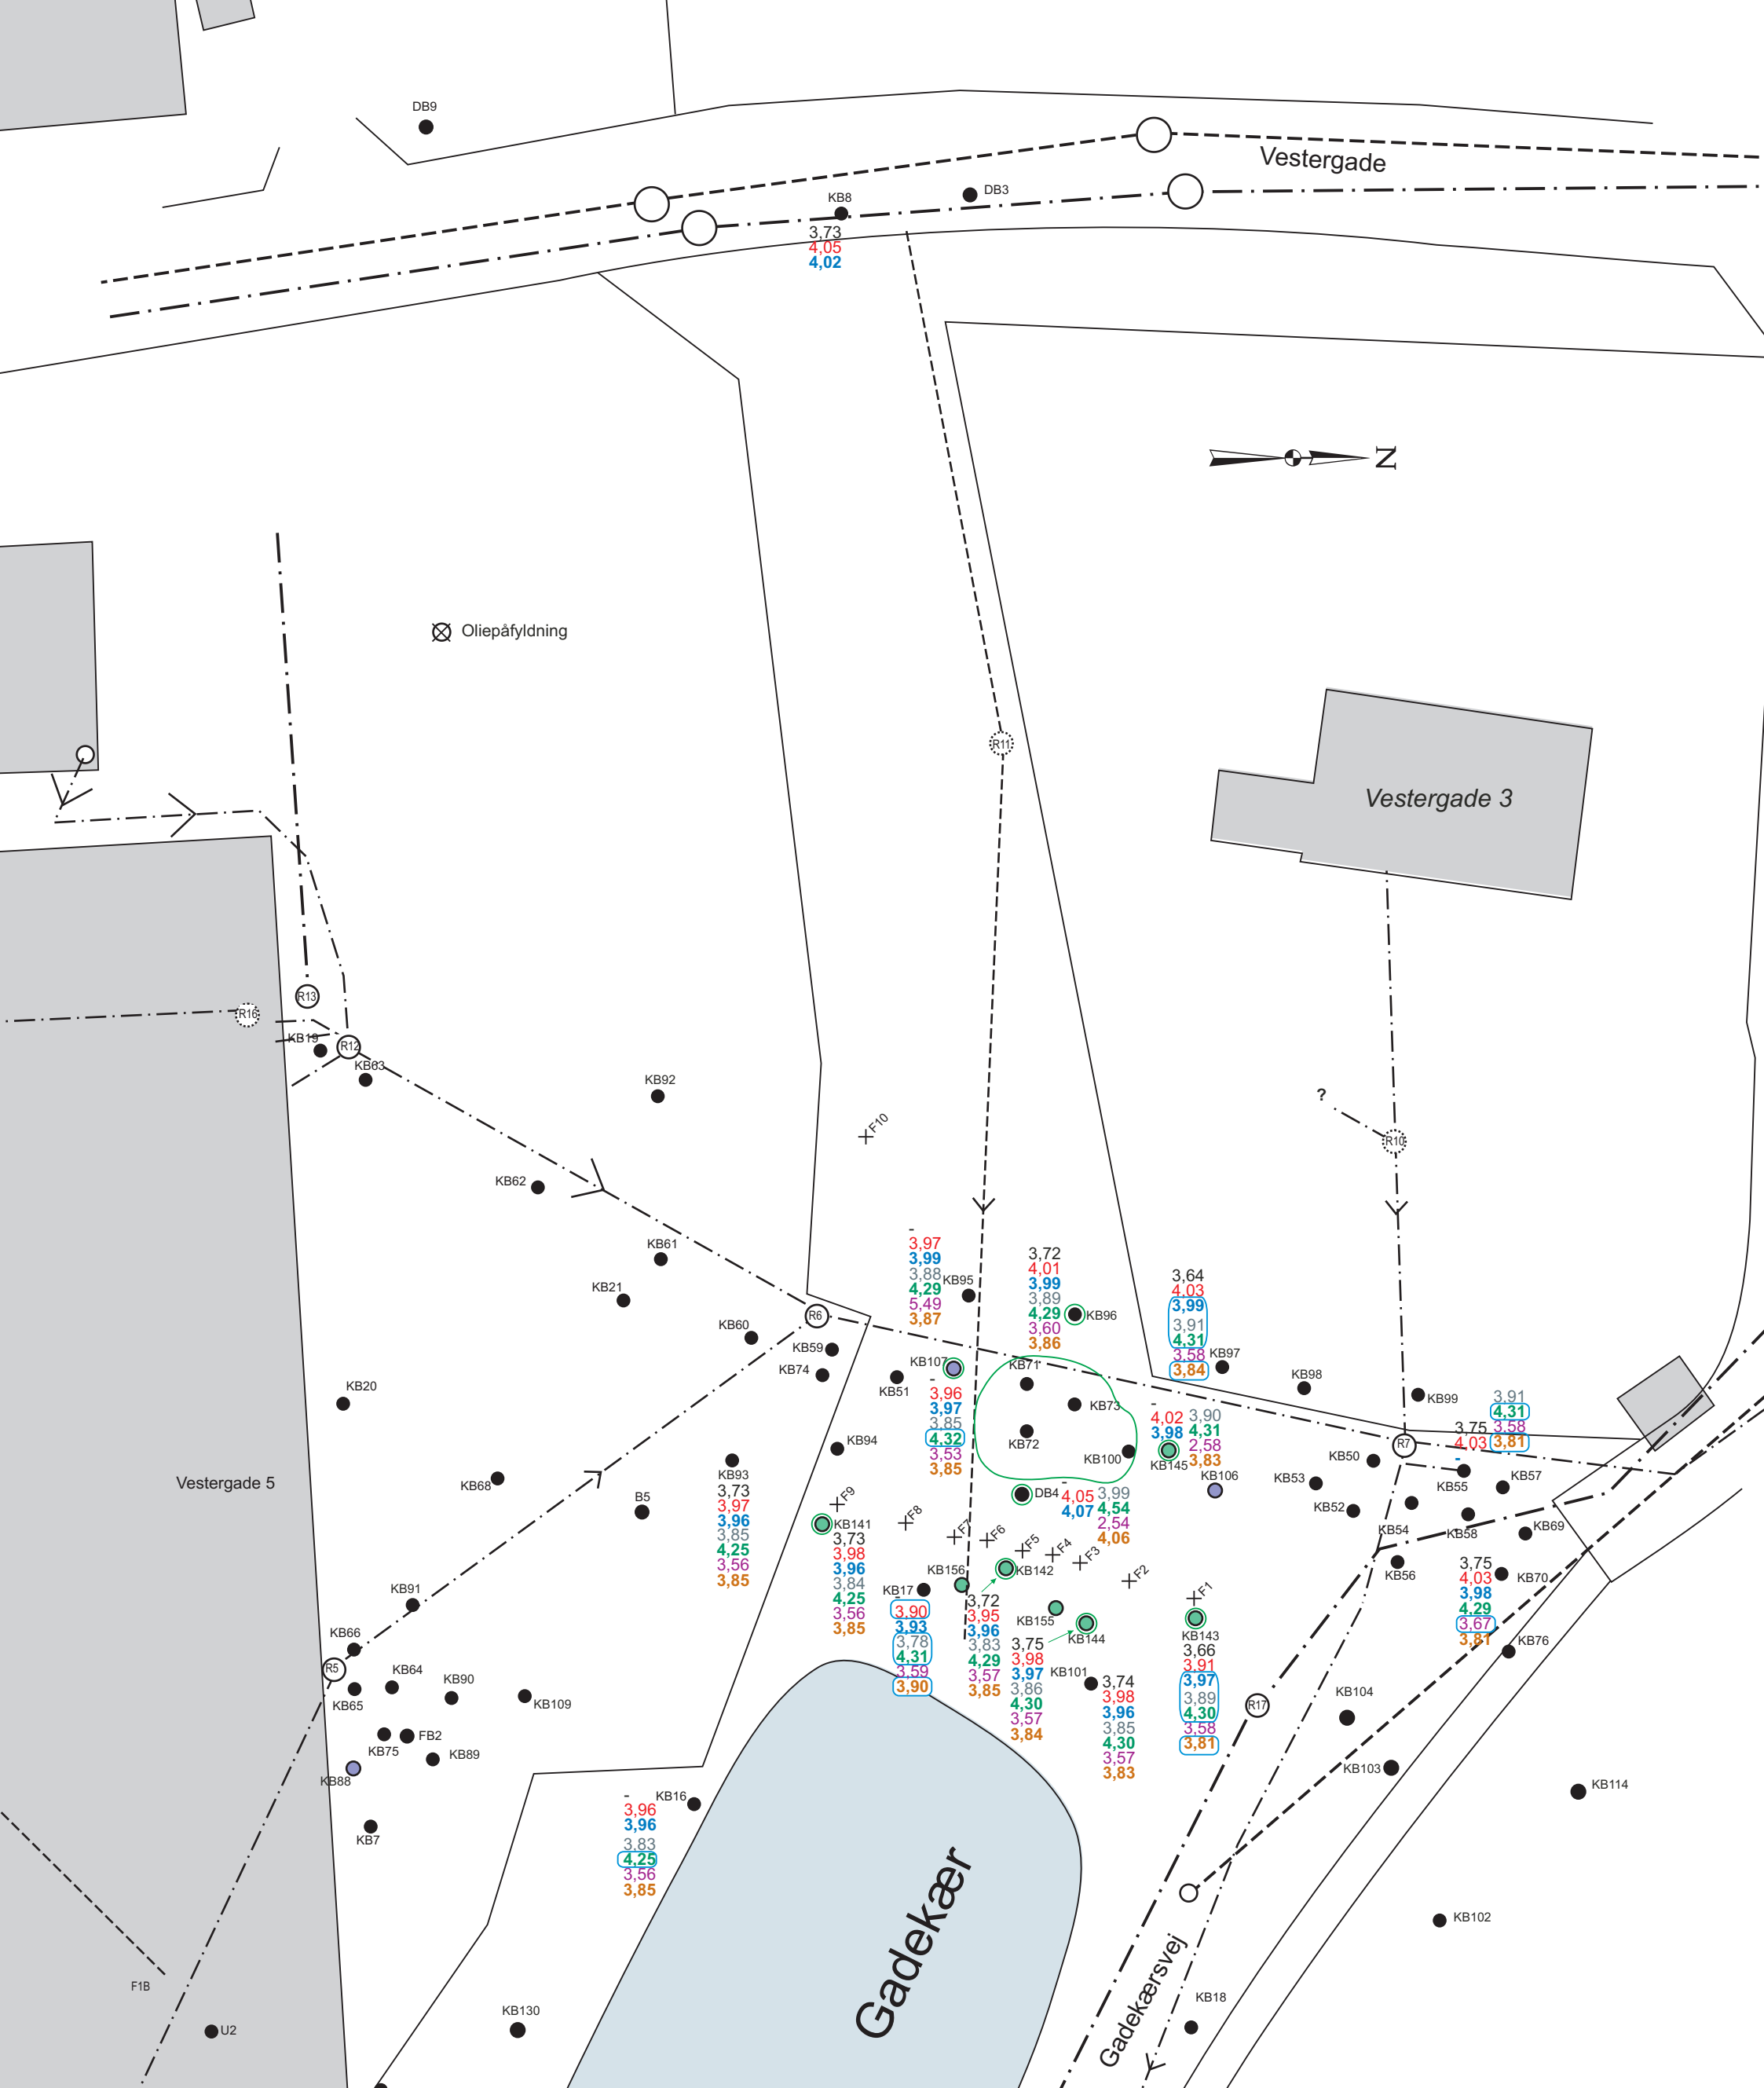 DB9
Vestergade
DB3
KB8
3,73
4,05
4,02
N
Oliepåfyldning
R11
Vestergade 3
R13
R16
KB19
R12
KB63
KB92
?
F10
R10
KB62
KB61
KB21
R6
KB60
KB59
KB74
-
3,97
3,99
3,88
4,29
5,49
3,87
KB95
3,72
4,01
3,99
3,89
4,29
3,60
3,86
KB96
3,64
4,03
3,99
3,91
4,31
3,58
3,84
KB97
KB98
KB99
KB20
KB51
KB107
-
3,96
3,97
3,85
4,32
3,53
3,85
KB71
KB73
KB72
KB100
-
4,02
3,98
3,90
4,31
2,58
3,83
KB145
KB106
R7
3,75
4,03
-
3,91
4,31
3,58
3,81
KB50
KB53
KB52
KB55
KB57
KB54
KB58
KB69
KB56
KB94
KB93
3,73
3,97
3,96
3,85
4,25
3,56
3,85
Vestergade 5
KB68
B5
F9
KB141
3,73
3,98
3,96
3,84
4,25
3,56
3,85
F8
F7
F6
F5
F4
F3
F2
F1
DB4
-
4,05
4,07
3,99
4,54
2,54
4,06
KB156
KB142
3,72
3,95
3,96
3,83
4,29
3,57
3,85
KB17
-
3,90
3,93
3,78
4,31
3,59
3,90
KB155
KB144
3,75
3,98
3,97
3,86
4,30
3,57
3,84
KB101
3,74
3,98
3,96
3,85
4,30
3,57
3,83
KB143
3,66
3,91
3,97
3,89
4,30
3,58
3,81
3,75
4,03
3,98
4,29
3,67
3,81
KB70
KB76
KB91
KB66
R5
KB64
KB65
KB90
KB109
KB75
FB2
KB89
KB88
KB7
R17
KB104
KB103
KB114
KB16
-
3,96
3,96
3,83
4,25
3,56
3,85
Gadekær
Gadekærsvej
KB102
KB18
F1B
U2
KB130